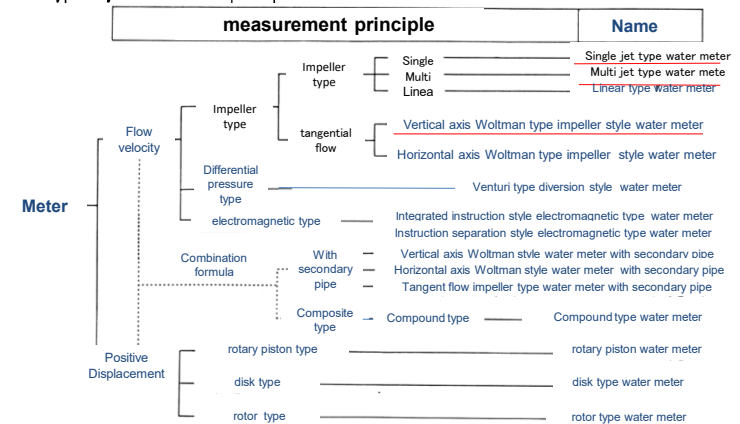 measurement principle
Name
Impeller
type
Single
Multi
Linea
Single jet type water meter
Multi jet type water mete
Linear type water meter
Impeller
type
Flow
velocity
tangential
flow
Vertical axis Woltman type impeller style water meter
Horizontal axis Woltman type impeller style water meter
Differential
pressure
type
Venturi type diversion style water meter
Meter
electromagnetic type
Integrated instruction style electromagnetic type water meter
Instruction separation style electromagnetic type water meter
Combination
formula
With
secondary
pipe
Vertical axis Woltman style water meter with secondary pipe
Horizontal axis Woltman style water meter with secondary pipe
Tangent flow impeller type water meter with secondary pipe
Composite
type
Compound type
Compound type water meter
Positive
Displacement
rotary piston type
rotary piston water meter
disk type
disk type water meter
rotor type
rotor type water meter